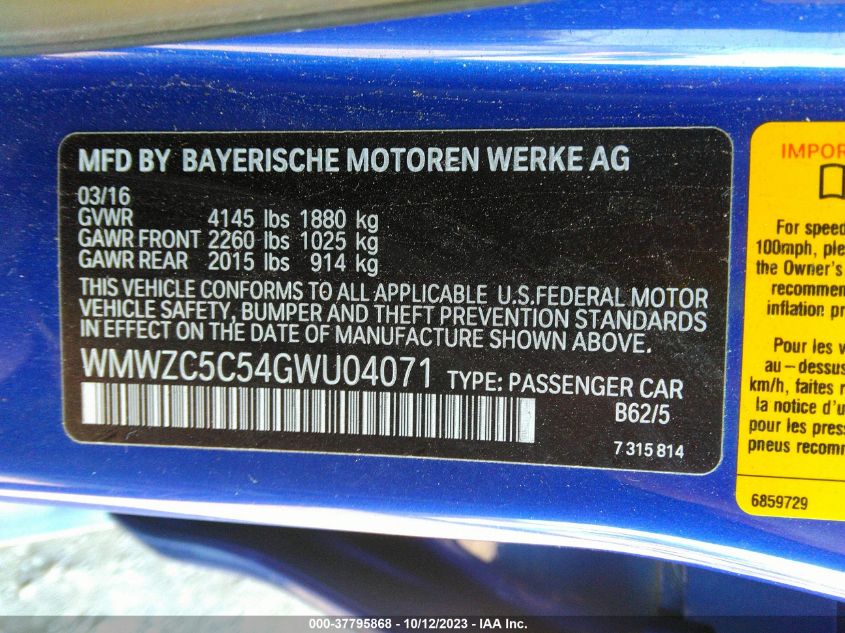 MFD BY BAYERISCHE MOTOREN WERKE AG
03/16
GVWR 4145 lbs 1880 kg
GAWR FRONT 2260 lbs 1025 kg
GAWR REAR 2015 lbs 914 kg
THIS VEHICLE CONFORMS TO ALL APPLICABLE U.S.FEDERAL MOTOR
VEHICLE SAFETY, BUMPER AND THEFT PREVENTION STANDARDS
IN EFFECT ON THE DATE OF MANUFACTURE SHOWN ABOVE.
WMWZC5C54GWU04071 TYPE: PASSENGER CAR
B62/5
7 315 814
IMPOR
For speed
100mph, ple
the Owner's
recommen
inflation pr
Pour les v
au-dessus
km/h, faites r
la notice d'u
pour les press
pneus recomm
6859729
000-37795868 - 10/12/2023 - IAA Inc.